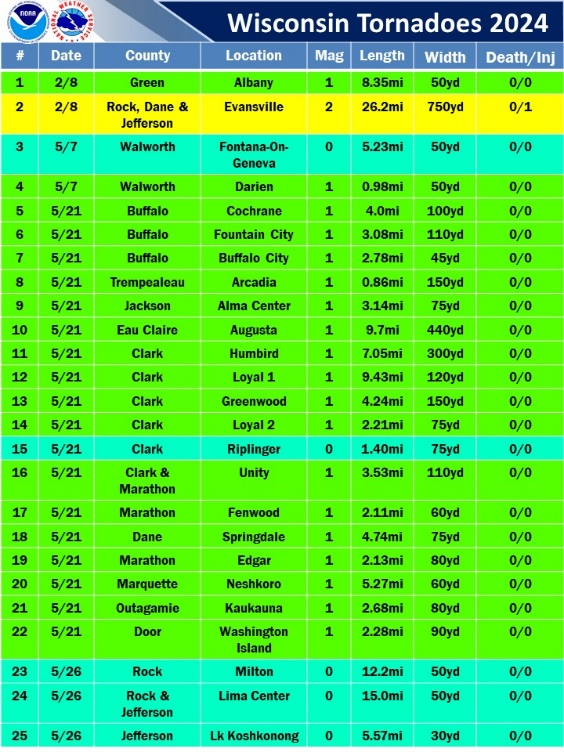 NOAA
NATIONAL WEATHER SERVICE
Wisconsin Tornadoes 2024
# Date County Location Mag Length Width Death/Inj
1 2/8 Green Albany 1 8.35mi 50yd 0/0
2 2/8 Rock, Dane & Evansville 2 26.2mi 750yd 0/1
Jefferson
3 5/7 Walworth Fontana-On- 0 5.23mi 50yd 0/0
Geneva
4 5/7 Walworth Darien 1 0.98mi 50yd 0/0
5 5/21 Buffalo Cochrane 1 4.0mi 100yd 0/0
6 5/21 Buffalo Fountain City 1 3.08mi 110yd 0/0
7 5/21 Buffalo Buffalo City 1 2.78mi 45yd 0/0
8 5/21 Trempealeau Arcadia 1 0.86mi 150yd 0/0
9 5/21 Jackson Alma Center 1 3.14mi 75yd 0/0
10 5/21 Eau Claire Augusta 1 9.7mi 440yd 0/0
11 5/21 Clark Humbird 1 7.05mi 300yd 0/0
12 5/21 Clark Loyal 1 1 9.43mi 120yd 0/0
13 5/21 Clark Greenwood 1 4.24mi 150yd 0/0
14 5/21 Clark Loyal 2 1 2.21mi 75yd 0/0
15 5/21 Clark Riplinger 0 1.40mi 75yd 0/0
16 5/21 Clark & Unity 1 3.53mi 110yd 0/0
Marathon
17 5/21 Marathon Fenwood 1 2.11mi 60yd 0/0
18 5/21 Dane Springdale 1 4.74mi 75yd 0/0
19 5/21 Marathon Edgar 1 2.13mi 80yd 0/0
20 5/21 Marquette Neshkoro 1 5.27mi 60yd 0/0
21 5/21 Outagamie Kaukauna 1 2.68mi 80yd 0/0
22 5/21 Door Washington 1 2.28mi 90yd 0/0
Island
23 5/26 Rock Milton 0 12.2mi 50yd 0/0
24 5/26 Rock & Lima Center 0 15.0mi 50yd 0/0
Jefferson
25 5/26 Jefferson Lk Koshkonong 0 5.57mi 30yd 0/0